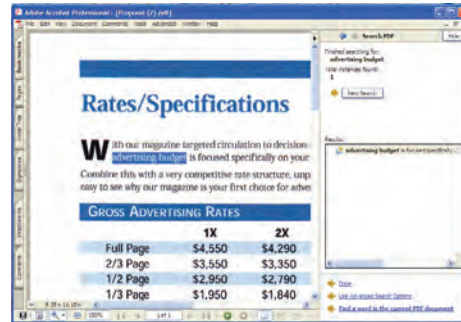 Adobe Acrobat Professional - [Proposal (2).pdf]
File Edit View Document Comments Tools Advanced Window Help
Search PDF
Hide
Finished searching for:
advertising budget
Total instances found:
1
New Search
Results:
advertising budget is focused specifically...
Done
Use Advanced Search Options
Find a word in the current PDF document
Bookmarks
Pages
Signatures
Attachments
Comments
Rates/Specifications
With our magazine targeted circulation to decision
advertising budget is focused specifically on your
Combine this with a very competitive rate structure, unp
easy to see why our magazine is your first choice for adver
GROSS ADVERTISING RATES
1X 2X
Full Page $4,550 $4,290
2/3 Page $3,550 $3,350
1/2 Page $2,950 $2,790
1/3 Page $1,950 $1,840
1 of 1